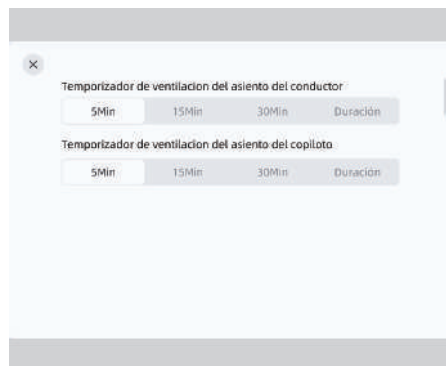 Temporizador de ventilacion del asiento del conductor
5Min 15Min 30Min Duración
Temporizador de ventilacion del asiento del copiloto
5Min 15Min 30Min Duración